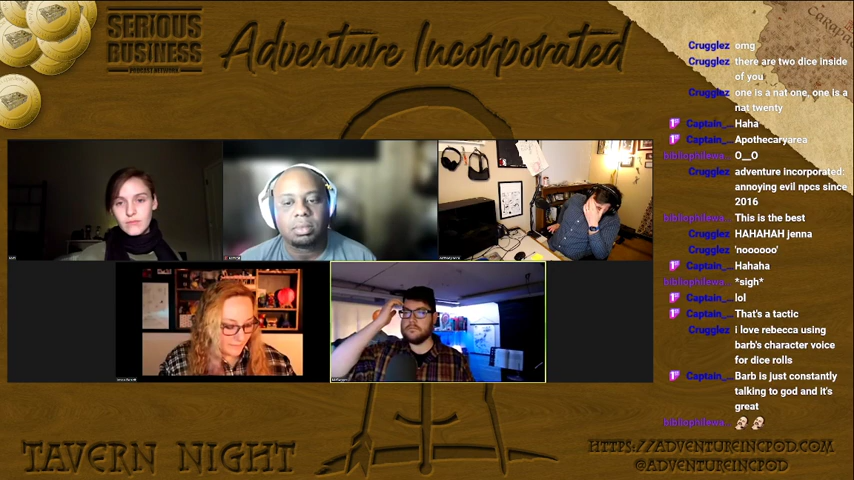 SERIOUS
BUSINESS
PODCAST NETWORK
Adventure Incorporated
CARAPAC
Crugglez omg
Crugglez there are two dice inside
of you
Crugglez one is a nat one, one is a
nat twenty
Captain_... Haha
Captain_... Apothecaryarea
bibliophilewa.. O__O
Crugglez adventure incorporated:
annoying evil npcs since
2016
bibliophilewa.. This is the best
Crugglez HAHAHAH jenna
Crugglez 'noooooo'
Captain_... Hahaha
bibliophilewa.. *sigh*
Captain_... lol
Captain_... That's a tactic
Crugglez i love rebecca using
barb's character voice
for dice rolls
Captain_... Barb is just constantly
talking to god and it's
great
bibliophilewa..
TAVERN NIGHT
HTTPS://ADVENTUREINCPOD.COM
@ADVENTUREINCPOD